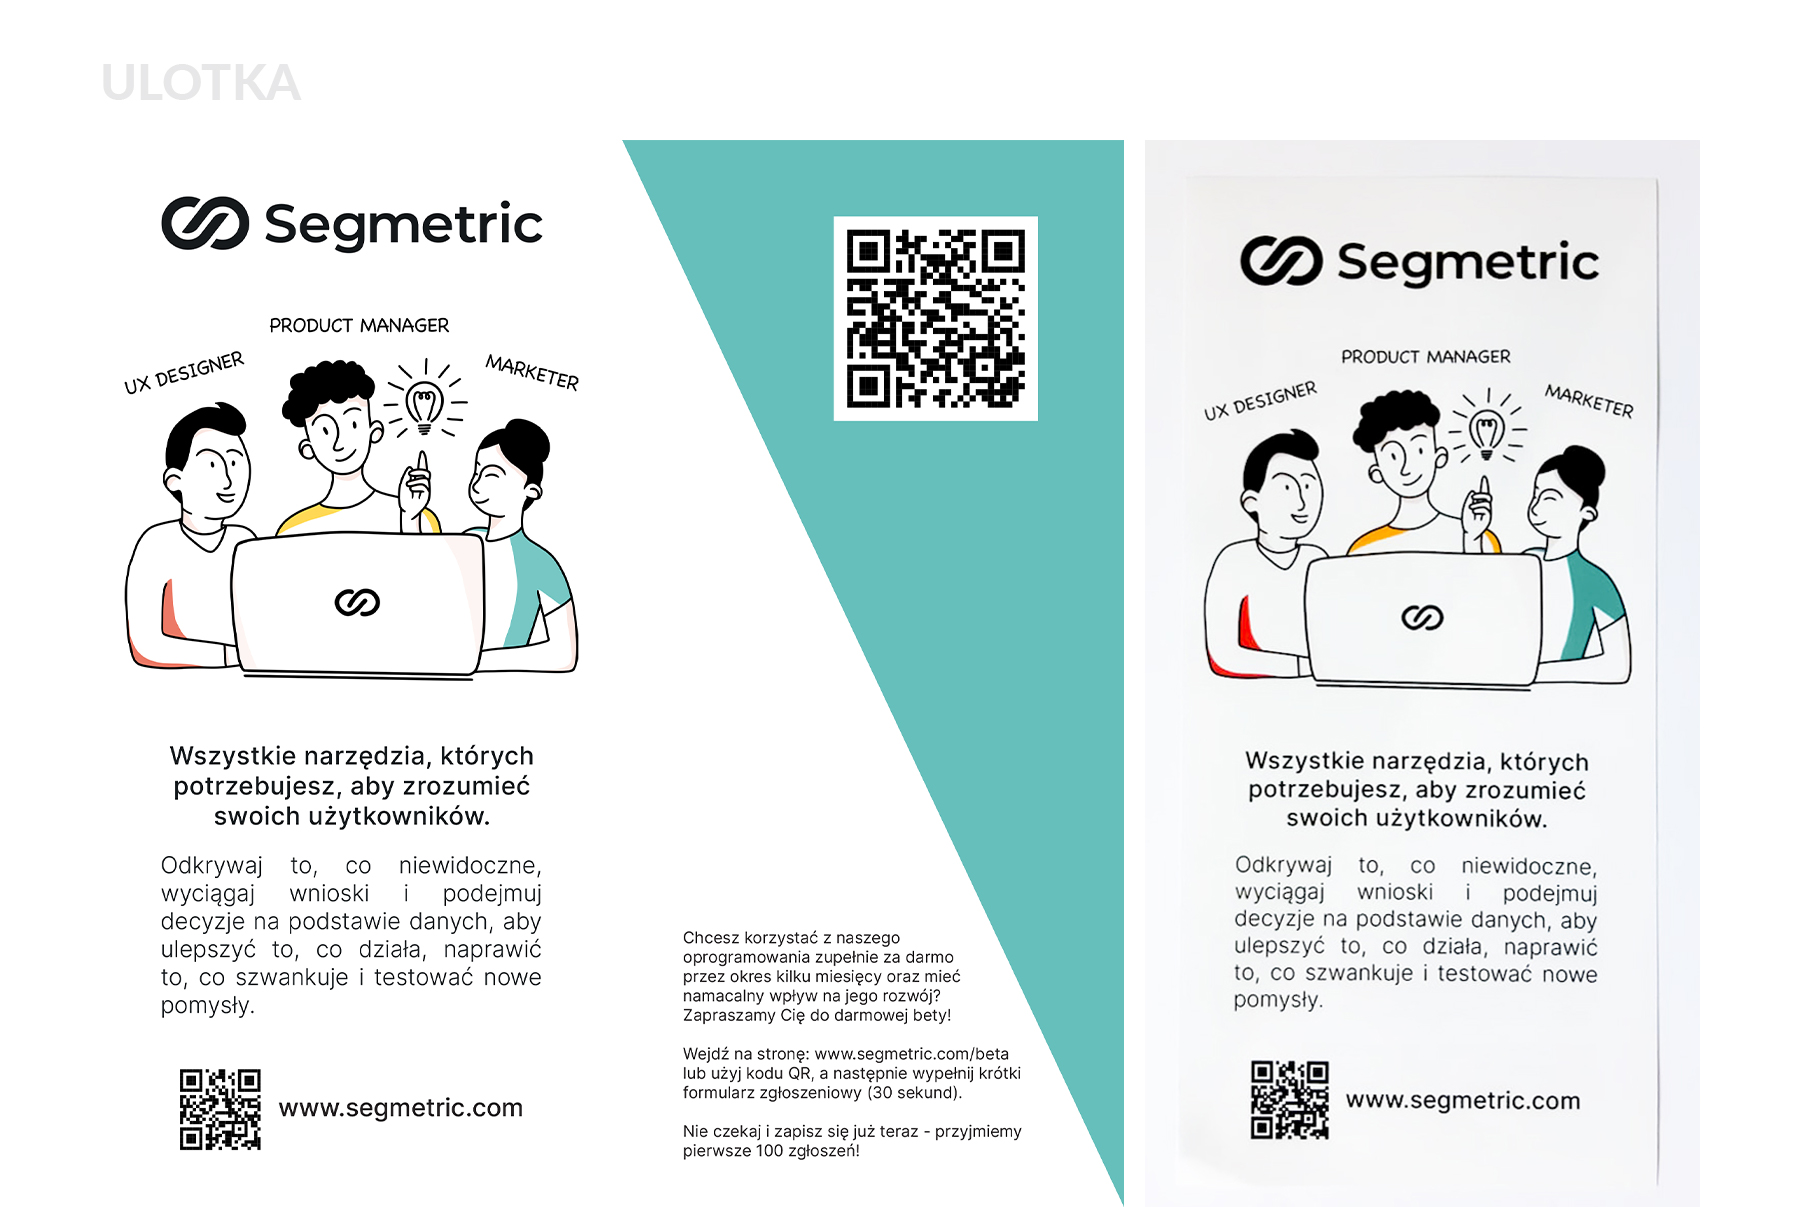 ULOTKA
Segmetric
PRODUCT MANAGER
UX DESIGNER
MARKETER
Wszystkie narzędzia, których
potrzebujesz, aby zrozumieć
swoich użytkowników.
Odkrywaj to, co niewidoczne,
wyciągaj wnioski i podejmuj
decyzje na podstawie danych, aby
ulepszyć to, co działa, naprawić
to, co szwankuje i testować nowe
pomysły.
www.segmetric.com
Chcesz korzystać z naszego
oprogramowania zupełnie za darmo
przez okres kilku miesięcy oraz mieć
namacalny wpływ na jego rozwój?
Zapraszamy Cię do darmowej bety!
Wejdź na stronę: www.segmetric.com/beta
lub użyj kodu QR, a następnie wypełnij krótki
formularz zgłoszeniowy (30 sekund).
Nie czekaj i zapisz się już teraz - przyjmiemy
pierwsze 100 zgłoszeń!
Segmetric
PRODUCT MANAGER
UX DESIGNER
MARKETER
Wszystkie narzędzia, których
potrzebujesz, aby zrozumieć
swoich użytkowników.
Odkrywaj to, co niewidoczne,
wyciągaj wnioski i podejmuj
decyzje na podstawie danych, aby
ulepszyć to, co działa, naprawić
to, co szwankuje i testować nowe
pomysły.
www.segmetric.com